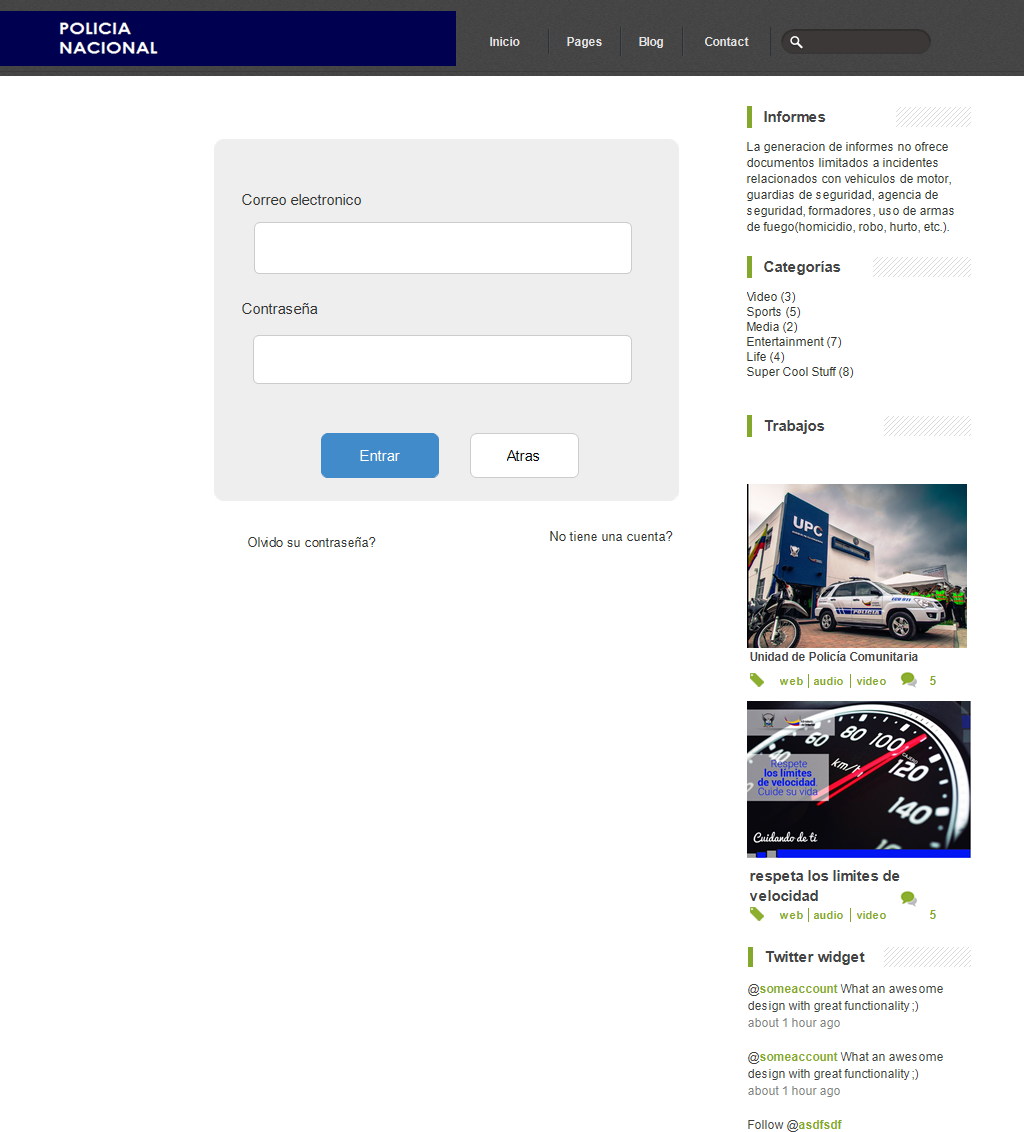 POLICIA
NACIONAL
Inicio
Pages
Blog
Contact
Correo electronico
Contraseña
Entrar
Atras
Olvido su contraseña?
No tiene una cuenta?
Informes
La generacion de informes no ofrece
documentos limitados a incidentes
relacionados con vehiculos de motor,
guardias de seguridad, agencia de
seguridad, formadores, uso de armas
de fuego(homicidio, robo, hurto, etc.).
Categorías
Video (3)
Sports (5)
Media (2)
Entertainment (7)
Life (4)
Super Cool Stuff (8)
Trabajos
UPC
POLICIA
Unidad de Policía Comunitaria
web audio video 5
60 80 100 120 140
km/h
Respete
los límites
de velocidad.
Cuide su vida
Cuidando de ti
respeta los limites de
velocidad
web audio video 5
Twitter widget
@someaccount What an awesome
design with great functionality ;)
about 1 hour ago
@someaccount What an awesome
design with great functionality ;)
about 1 hour ago
Follow @asdfsdf